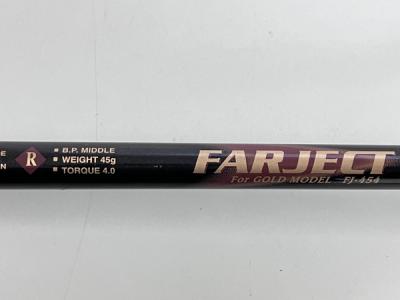 R
B.P. MIDDLE
WEIGHT 45g
TORQUE 4.0
FARJECT
For GOLD MODEL FJ-454